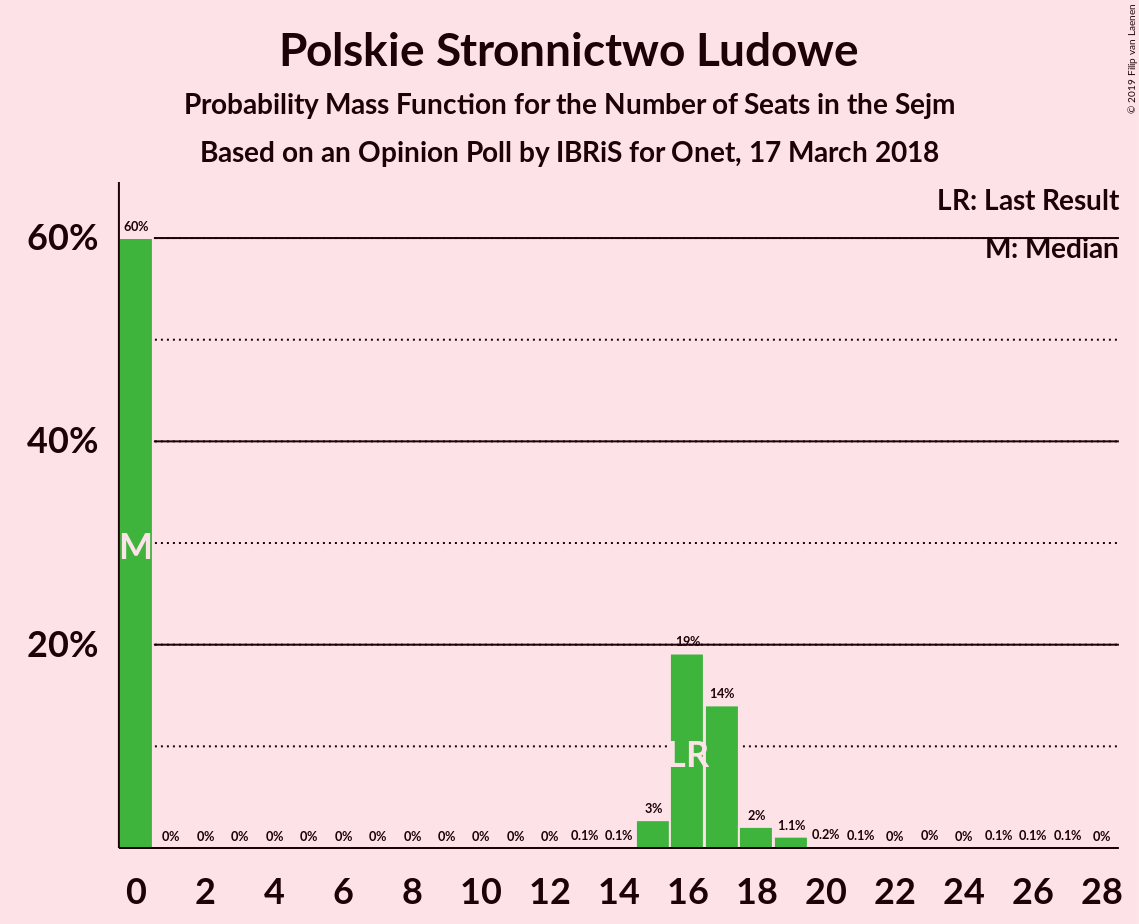 Polskie Stronnictwo Ludowe
Probability Mass Function for the Number of Seats in the Sejm
Based on an Opinion Poll by IBRiS for Onet, 17 March 2018
© 2019 Filip van Laenen
LR: Last Result
M: Median
60%
40%
20%
60% 0% 0% 0% 0% 0% 0% 0% 0% 0% 0% 0% 0% 0.1% 0.1% 3% 19% 14% 2% 1.1% 0.2% 0.1% 0% 0% 0% 0.1% 0.1% 0.1% 0%
M
LR
0 2 4 6 8 10 12 14 16 18 20 22 24 26 28